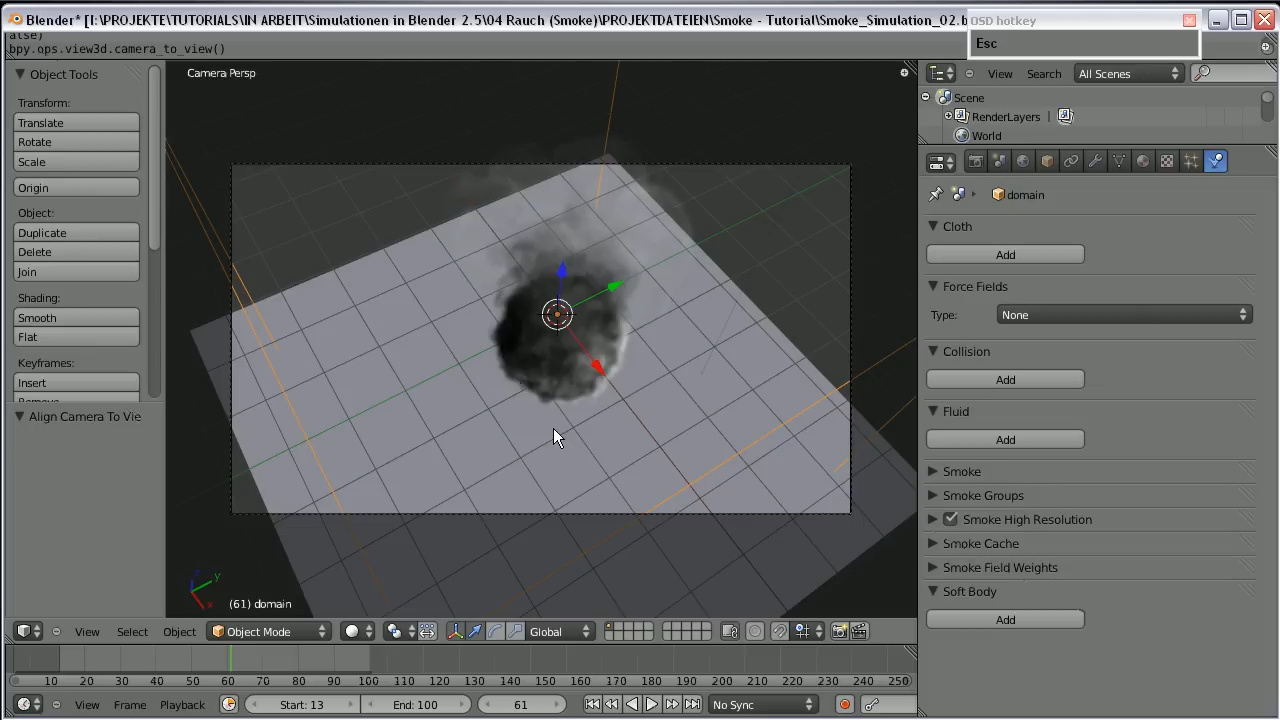 Blender* [I:\PROJEKTE\TUTORIALS\IN ARBEIT\Simulationen in Blender 2.5\04 Rauch (Smoke)\PROJEKTDATEIEN\Smoke - Tutorial\Smoke_Simulation_02.b
OSD hotkey
Esc
bpy.ops.view3d.camera_to_view()
Object Tools
Transform:
Translate
Rotate
Scale
Origin
Object:
Duplicate
Delete
Join
Shading:
Smooth
Flat
Keyframes:
Insert
Remove
Align Camera To Vie
Camera Persp
z
y
x
(61) domain
View Select Object Object Mode Global
10 20 30 40 50 60 70 80 90 100 110 120 130 140 150 160 170 180 190 200 210 220 230 240 250
View Frame Playback Start: 13 End: 100 61 No Sync
View Search All Scenes
Scene
RenderLayers |
World
domain
Cloth
Add
Force Fields
Type: None
Collision
Add
Fluid
Add
Smoke
Smoke Groups
Smoke High Resolution
Smoke Cache
Smoke Field Weights
Soft Body
Add